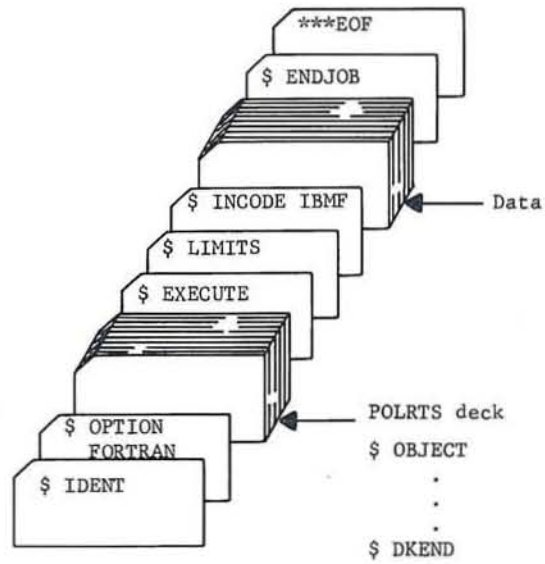 ***EOF
$ ENDJOB
Data
$ INCODE IBMF
$ LIMITS
$ EXECUTE
POLRTS deck
$ OPTION
FORTRAN
$ OBJECT
.
.
.
$ IDENT
$ DKEND